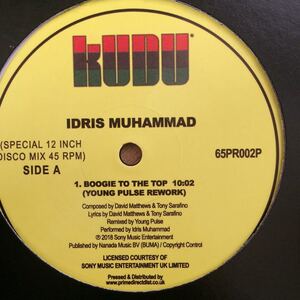 KUDU
IDRIS MUHAMMAD
(SPECIAL 12 INCH
DISCO MIX 45 RPM)
SIDE A
65PR002P
1. BOOGIE TO THE TOP 10:02
(YOUNG PULSE REWORK)
Composed by David Matthews & Tony Sarafino
Lyrics by David Matthews & Tony Sarafino
Remixed by Young Pulse
Performed by Idris Muhammad
℗ 2018 Sony Music Entertainment
Published by Nanada Music BV (BUMA) / Copyright Control
LICENSED COURTESY OF
SONY MUSIC ENTERTAINMENT UK LIMITED
Pressed & Distributed by
www.primedirectdist.co.uk